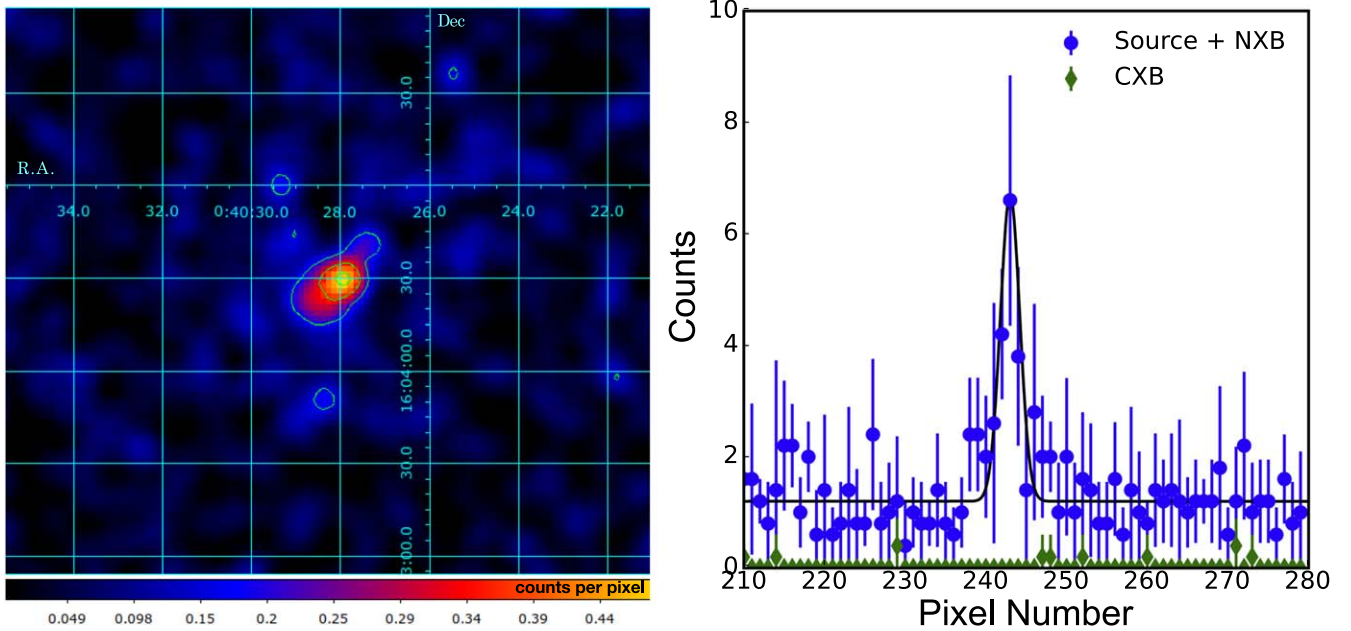 Dec
30.0
R.A.
34.0 32.0 0:40:30.0 28.0 26.0 24.0 22.0
30.0
16:04:00.0
30.0
3:00.0
counts per pixel
0.049 0.098 0.15 0.2 0.25 0.29 0.34 0.39 0.44
10
8
6
4
2
0
Counts
Source + NXB
CXB
210 220 230 240 250 260 270 280
Pixel Number